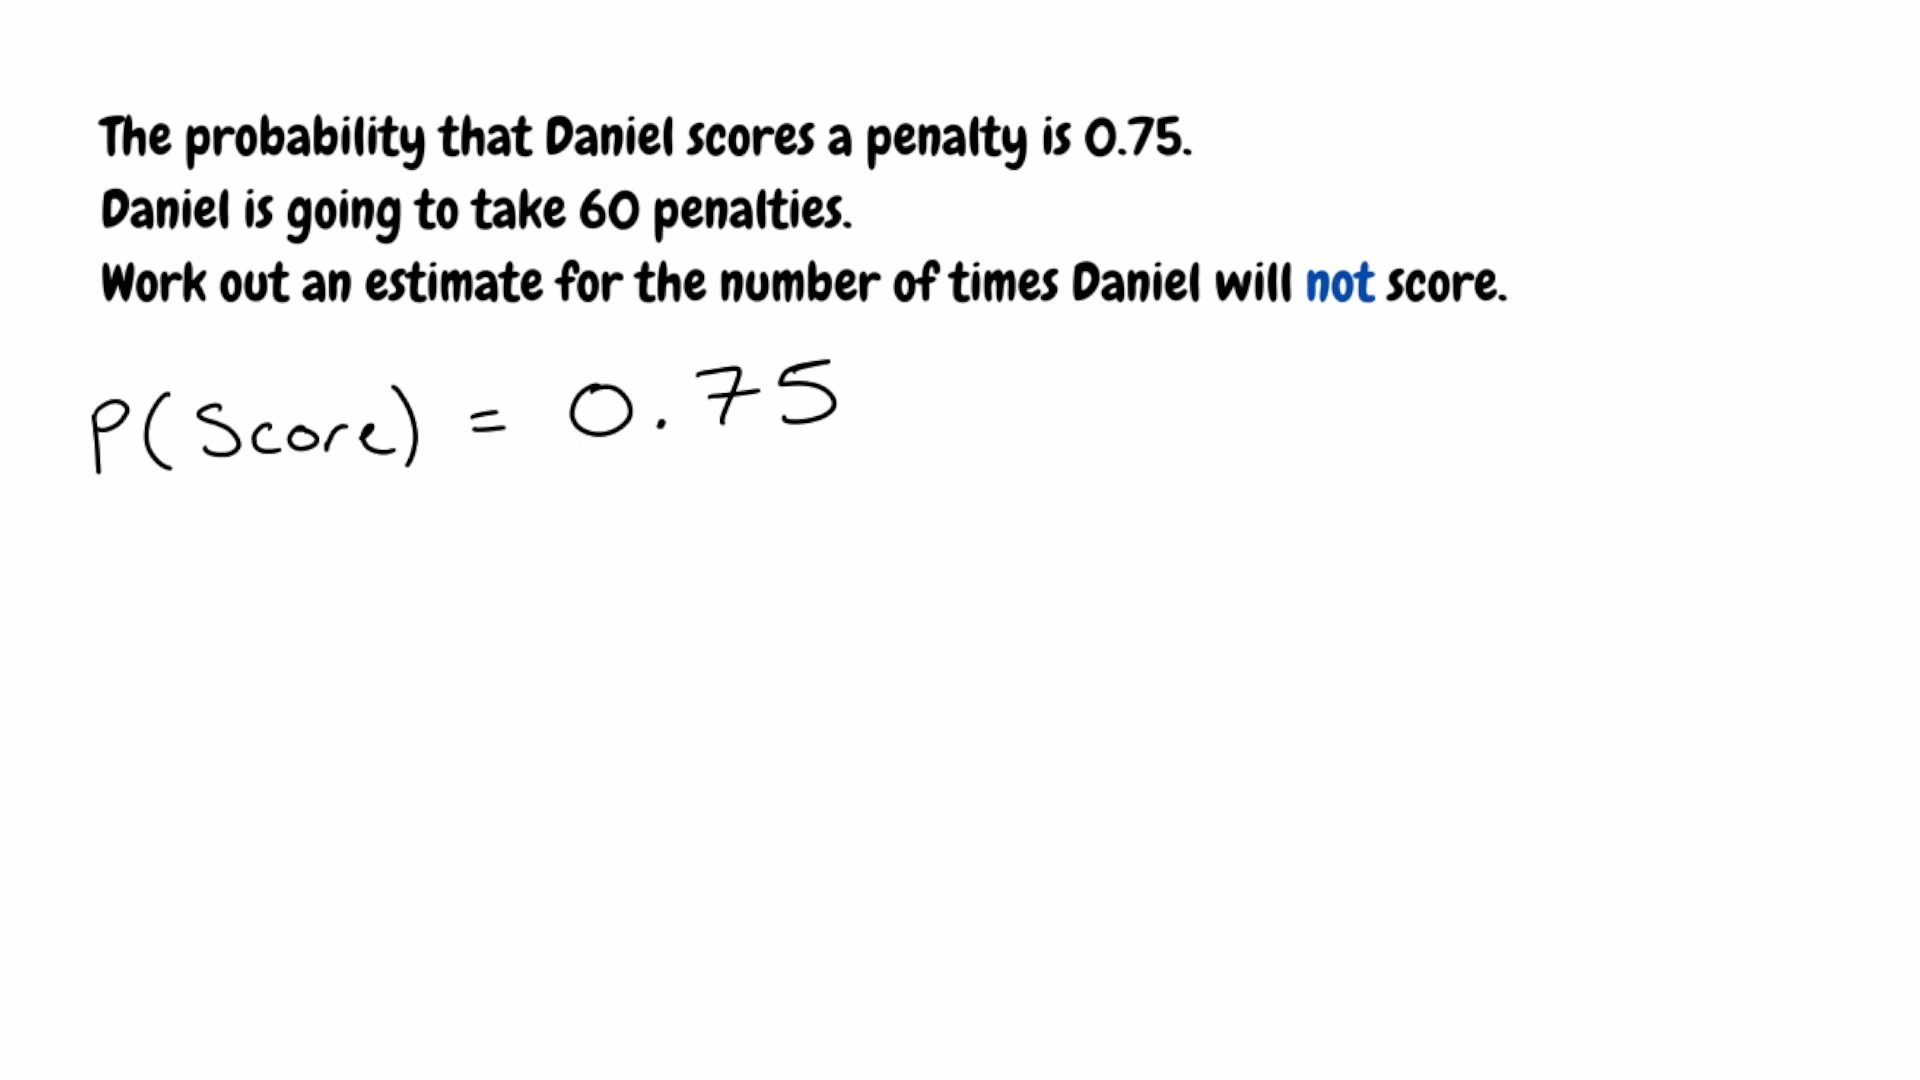 The probability that Daniel scores a penalty is 0.75.
Daniel is going to take 60 penalties.
Work out an estimate for the number of times Daniel will not score.
P(Score) = 0.75